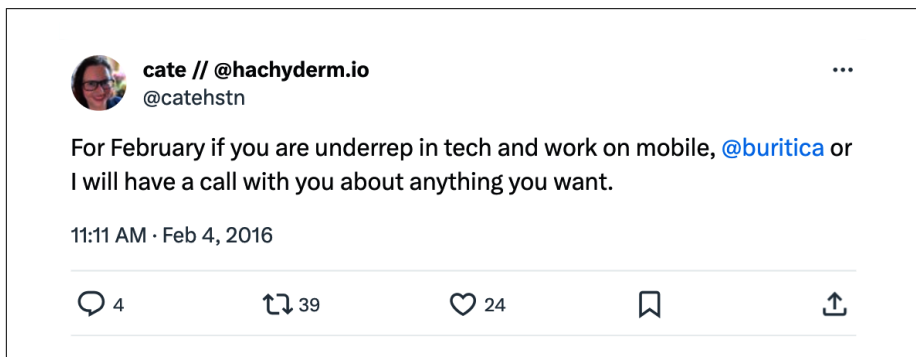 cate // @hachyderm.io
@catehstn
For February if you are underrep in tech and work on mobile, @buritica or
I will have a call with you about anything you want.
11:11 AM · Feb 4, 2016
4 39 24